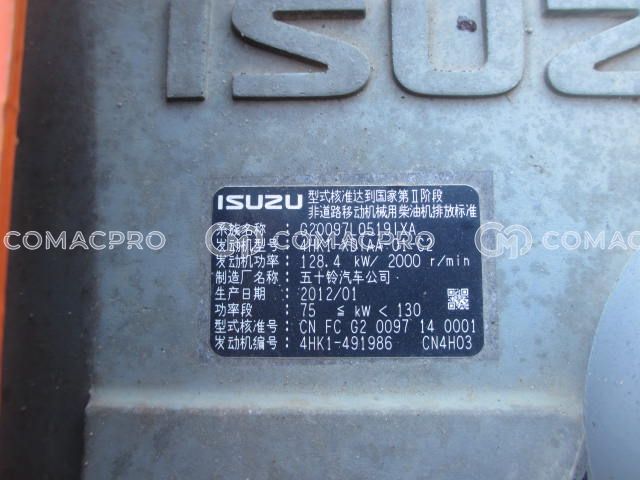 ISUZ
ISUZU 型式核准达到国家第Ⅱ阶段
非道路移动机械用柴油机排放标准
系族名称 :
发动机型号 :
发动机功率 : 128.4 kW/ 2000 r/min
制造厂名称 : 五十铃汽车公司
生产日期 : 2012/01
功率段 : 75 ≦ kW < 130
型式核准号 : CN FC G2 0097 14 0001
发动机编号 : 4HK1-491986 CN4H03
COMACPRO COMACPRO COMACPRO COMACPRO